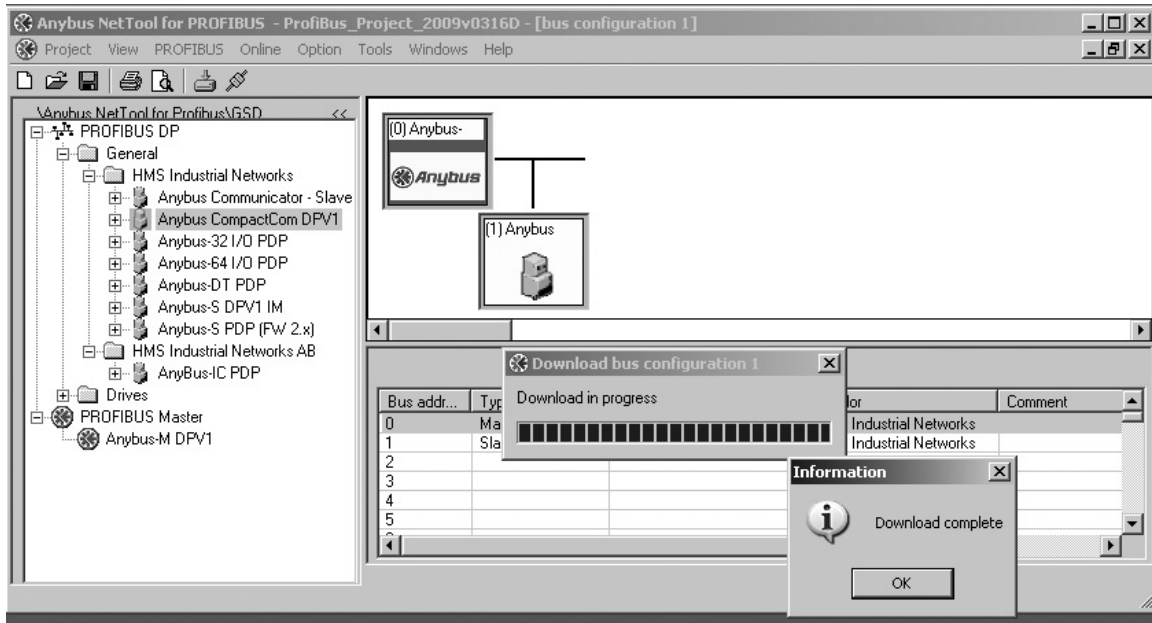 Anybus NetTool for PROFIBUS - ProfiBus_Project_2009v0316D - [bus configuration 1]
Project View PROFIBUS Online Option Tools Windows Help
\Anybus NetTool for Profibus\GSD <<
PROFIBUS DP
General
HMS Industrial Networks
Anybus Communicator - Slave
Anybus CompactCom DPV1
Anybus-32 I/O PDP
Anybus-64 I/O PDP
Anybus-DT PDP
Anybus-S DPV1 IM
Anybus-S PDP (FW 2.x)
HMS Industrial Networks AB
AnyBus-IC PDP
Drives
PROFIBUS Master
Anybus-M DPV1
(0) Anybus-
Anybus
(1) Anybus
Download bus configuration 1
Download in progress
Bus addr... Typ dor Comment
0 Ma Industrial Networks
1 Sla Industrial Networks
2
3
4
5
Information
Download complete
OK